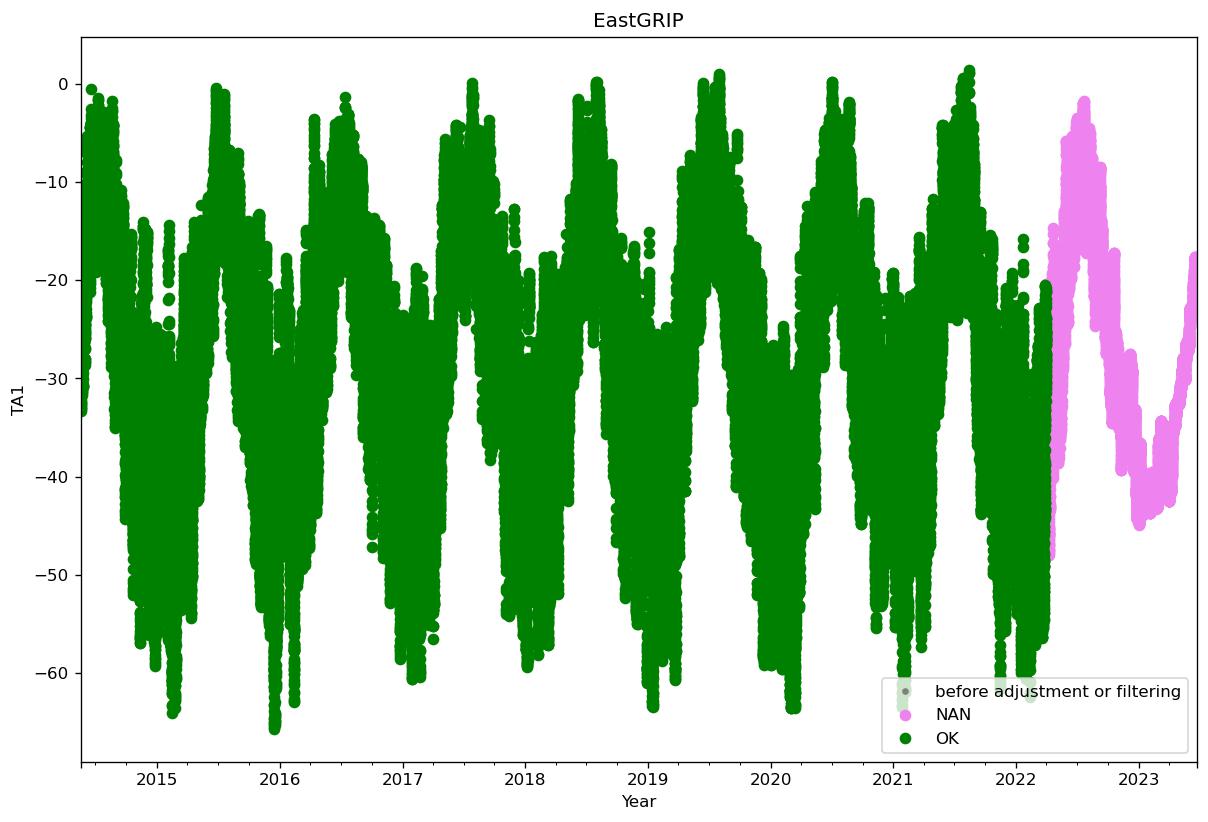 EastGRIP
TA1
0
−10
−20
−30
−40
−50
−60
before adjustment or filtering
NAN
OK
2015 2016 2017 2018 2019 2020 2021 2022 2023
Year